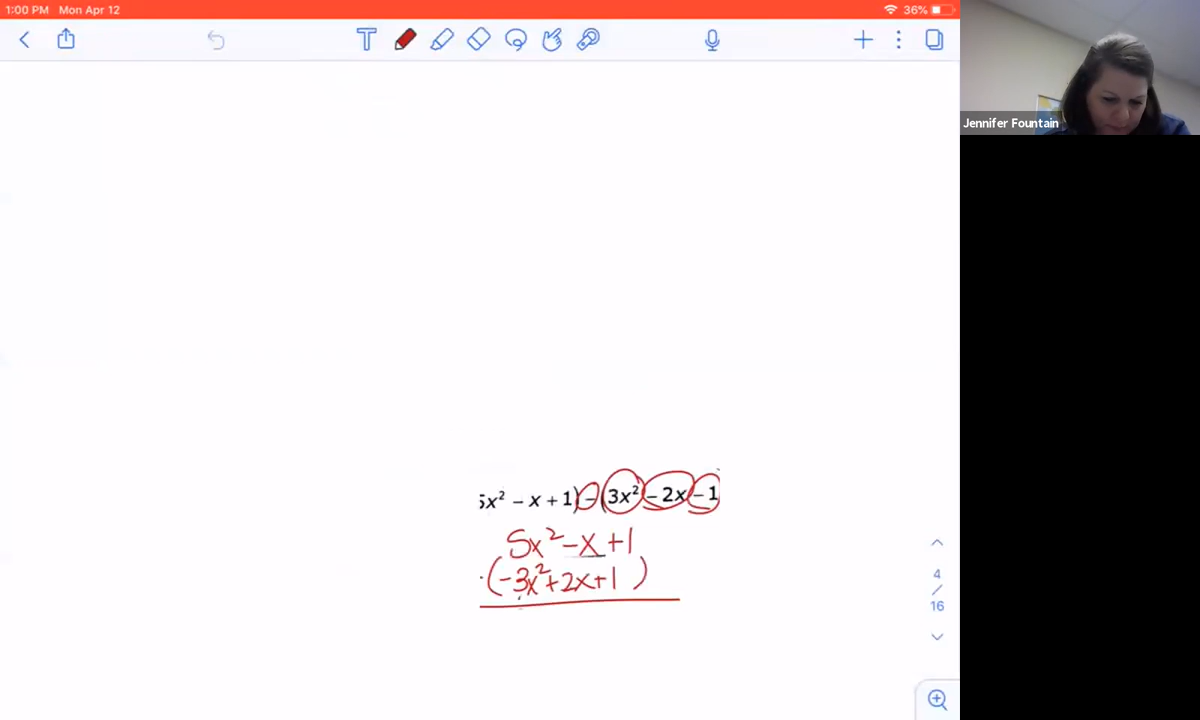 1:00 PM Mon Apr 12
36%
T
Jennifer Fountain
5x² − x + 1) − (3x² − 2x − 1
5x² − x + 1
(−3x² + 2x + 1 )
4
/
16